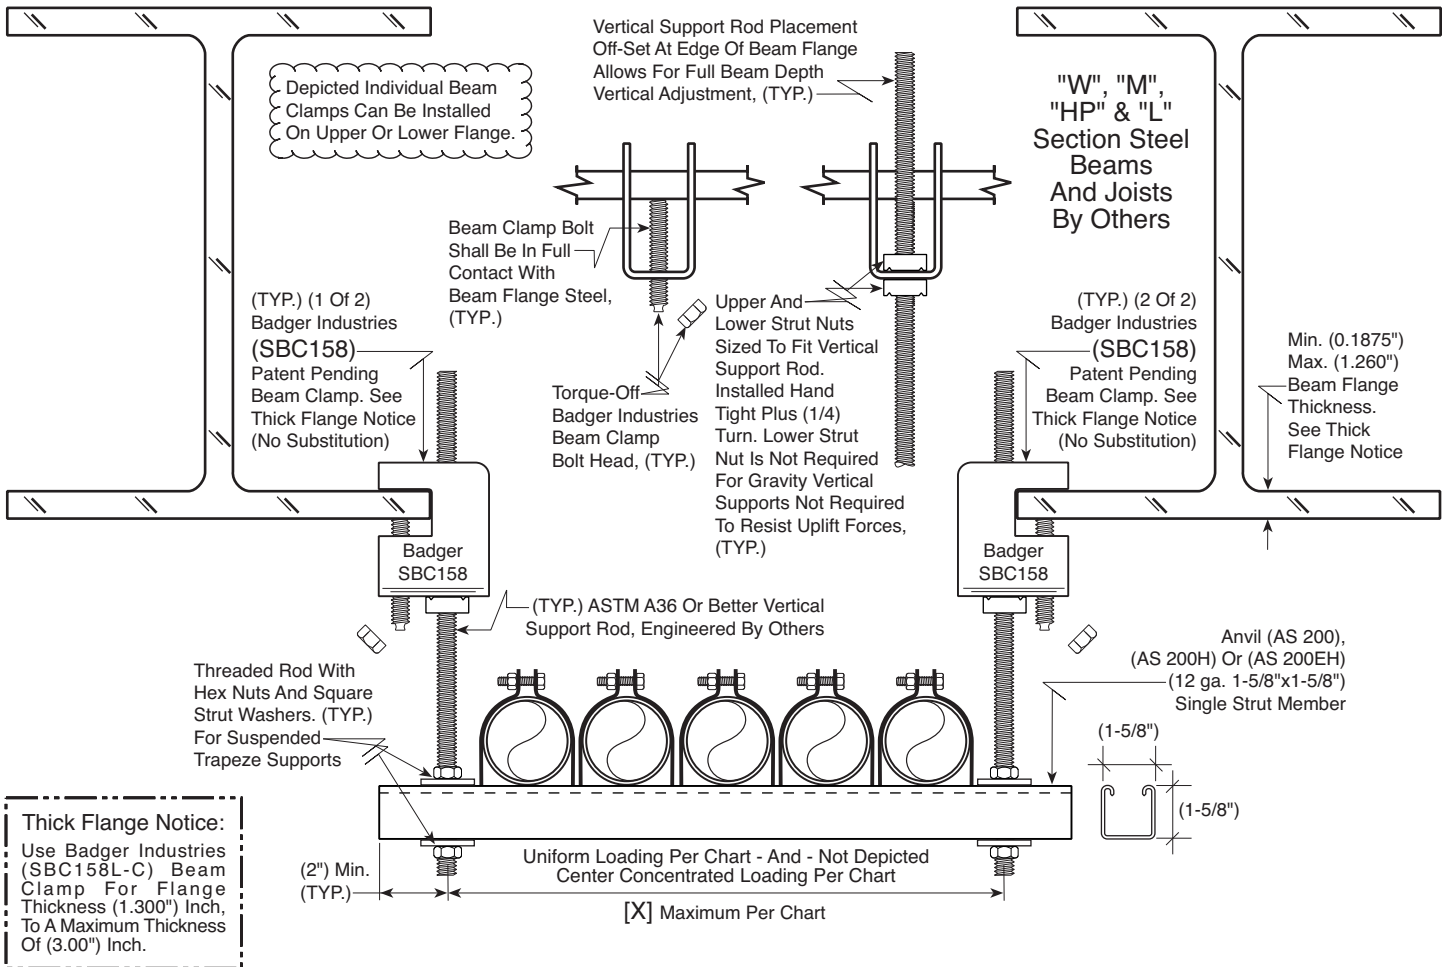 Vertical Support Rod Placement
Off-Set At Edge Of Beam Flange
Allows For Full Beam Depth
Vertical Adjustment, (TYP.)
Depicted Individual Beam
Clamps Can Be Installed
On Upper Or Lower Flange.
"W", "M",
"HP" & "L"
Section Steel
Beams
And Joists
By Others
Beam Clamp Bolt
Shall Be In Full
Contact With
Beam Flange Steel,
(TYP.)
(TYP.) (1 Of 2)
Badger Industries
(SBC158)
Patent Pending
Beam Clamp. See
Thick Flange Notice
(No Substitution)
Torque-Off
Badger Industries
Beam Clamp
Bolt Head, (TYP.)
Upper And
Lower Strut Nuts
Sized To Fit Vertical
Support Rod.
Installed Hand
Tight Plus (1/4)
Turn. Lower Strut
Nut Is Not Required
For Gravity Vertical
Supports Not Required
To Resist Uplift Forces,
(TYP.)
(TYP.) (2 Of 2)
Badger Industries
(SBC158)
Patent Pending
Beam Clamp. See
Thick Flange Notice
(No Substitution)
Min. (0.1875")
Max. (1.260")
Beam Flange
Thickness.
See Thick
Flange Notice
Badger
SBC158
Badger
SBC158
(TYP.) ASTM A36 Or Better Vertical
Support Rod, Engineered By Others
Anvil (AS 200),
(AS 200H) Or (AS 200EH)
(12 ga. 1-5/8"x1-5/8")
Single Strut Member
(1-5/8")
(1-5/8")
Threaded Rod With
Hex Nuts And Square
Strut Washers. (TYP.)
For Suspended
Trapeze Supports
Thick Flange Notice:
Use Badger Industries
(SBC158L-C) Beam
Clamp For Flange
Thickness (1.300") Inch,
To A Maximum Thickness
Of (3.00") Inch.
(2") Min.
(TYP.)
Uniform Loading Per Chart - And - Not Depicted
Center Concentrated Loading Per Chart
[X] Maximum Per Chart